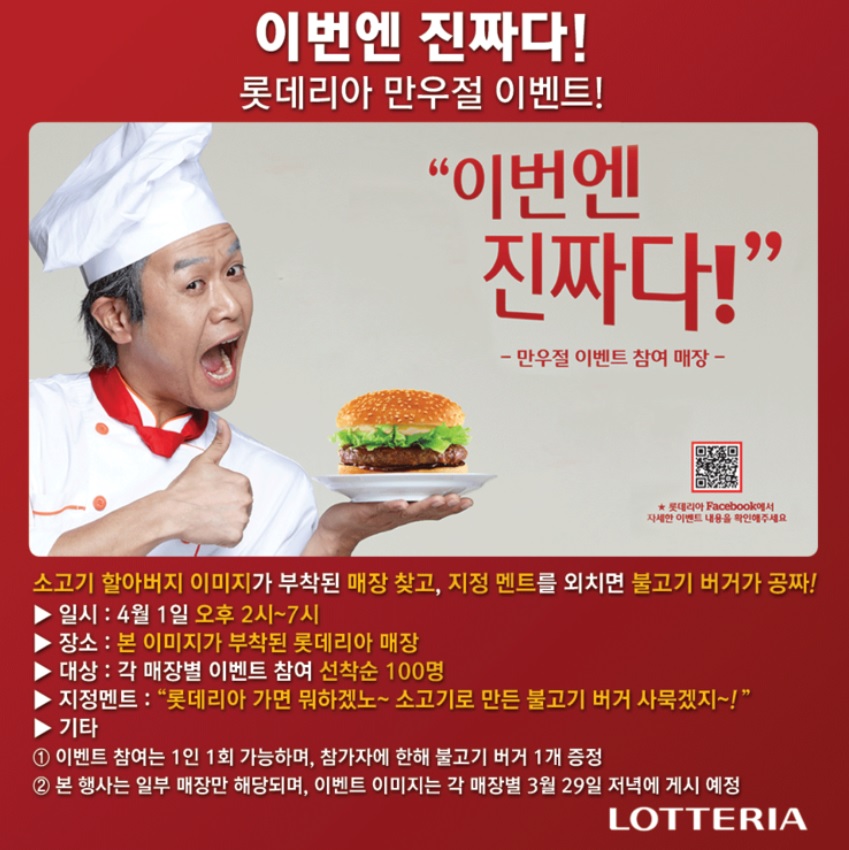 이번엔 진짜다!
롯데리아 만우절 이벤트!
“이번엔
진짜다!”
- 만우절 이벤트 참여 매장 -
★ 롯데리아 Facebook에서
자세한 이벤트 내용을 확인해주세요
소고기 할아버지 이미지가 부착된 매장 찾고, 지정 멘트를 외치면 불고기 버거가 공짜!
▶ 일시 : 4월 1일 오후 2시~7시
▶ 장소 : 본 이미지가 부착된 롯데리아 매장
▶ 대상 : 각 매장별 이벤트 참여 선착순 100명
▶ 지정멘트 : “롯데리아 가면 뭐하겠노~ 소고기로 만든 불고기 버거 사묵겠지~!”
▶ 기타
① 이벤트 참여는 1인 1회 가능하며, 참가자에 한해 불고기 버거 1개 증정
② 본 행사는 일부 매장만 해당되며, 이벤트 이미지는 각 매장별 3월 29일 저녁에 게시 예정
LOTTERIA